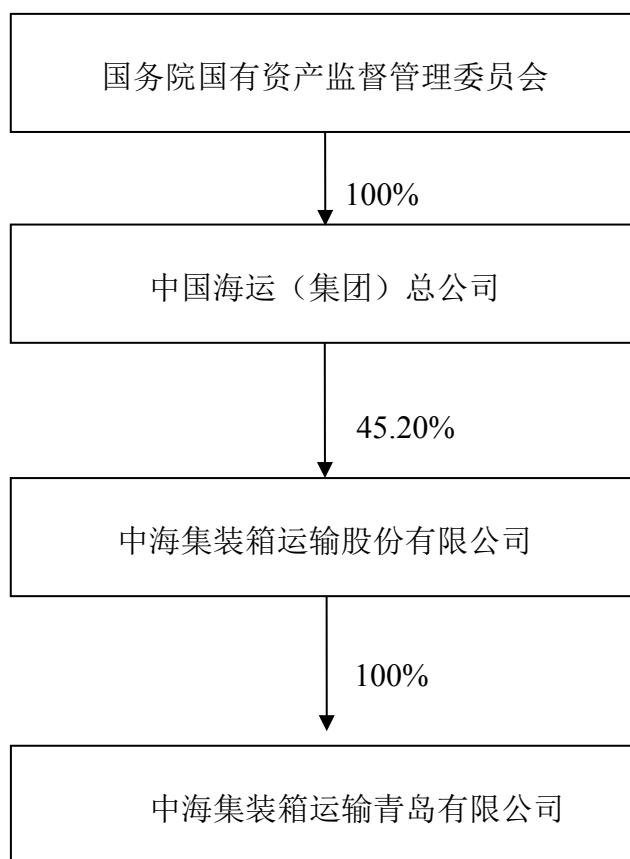 国务院国有资产监督管理委员会
100%
中国海运（集团）总公司
45.20%
中海集装箱运输股份有限公司
100%
中海集装箱运输青岛有限公司